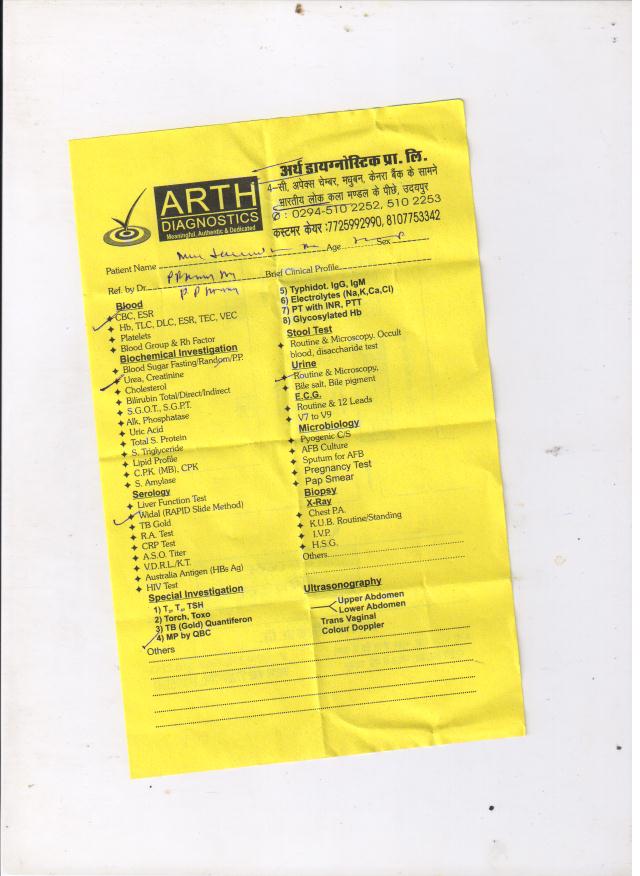 अर्थ डायग्नोस्टिक प्रा. लि.
4-सी, अपेक्स चेम्बर, मधुबन, केनरा बैंक के सामने
भारतीय लोक कला मण्डल के पीछे, उदयपुर
✆ : 0294-510 2252, 510 2253
कस्टमर केयर :7725992990, 8107753342
ARTH
DIAGNOSTICS
Meaningful, Authentic & Dedicated
Patient Name Age Sex
Ref. by Dr. Brief Clinical Profile
Blood
CBC, ESR
Hb, TLC, DLC, ESR, TEC, VEC
Platelets
Blood Group & Rh Factor
Biochemical Investigation
Blood Sugar Fasting/Random/P.P.
Urea, Creatinine
Cholesterol
Bilirubin Total/Direct/Indirect
S.G.O.T., S.G.P.T.
Alk. Phosphatase
Uric Acid
Total S. Protein
S. Triglyceride
Lipid Profile
C.P.K. (MB), CPK
S. Amylase
Serology
Liver Function Test
Widal (RAPID Slide Method)
TB Gold
R.A. Test
CRP Test
A.S.O. Titer
V.D.R.L./K.T.
Australia Antigen (HBs Ag)
HIV Test
Special Investigation
1) T₃, T₄, TSH
2) Torch, Toxo
3) TB (Gold) Quantiferon
4) MP by QBC
Others
5) Typhidot. IgG, IgM
6) Electrolytes (Na,K,Ca,Cl)
7) PT with INR, PTT
8) Glycosylated Hb
Stool Test
Routine & Microscopy. Occult
blood, disaccharide test
Urine
Routine & Microscopy,
Bile salt, Bile pigment
E.C.G.
Routine & 12 Leads
V7 to V9
Microbiology
Pyogenic C/S
AFB Culture
Sputum for AFB
Pregnancy Test
Pap Smear
Biopsy
X-Ray
Chest P.A.
K.U.B. Routine/Standing
I.V.P.
H.S.G.
Others
Ultrasonography
Upper Abdomen
Lower Abdomen
Trans Vaginal
Colour Doppler